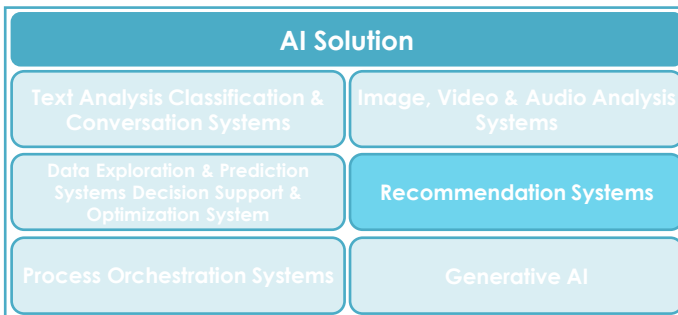 AI Solution
Text Analysis Classification &
Conversation Systems
Image, Video & Audio Analysis
Systems
Data Exploration & Prediction
Systems Decision Support &
Optimization System
Recommendation Systems
Process Orchestration Systems
Generative AI